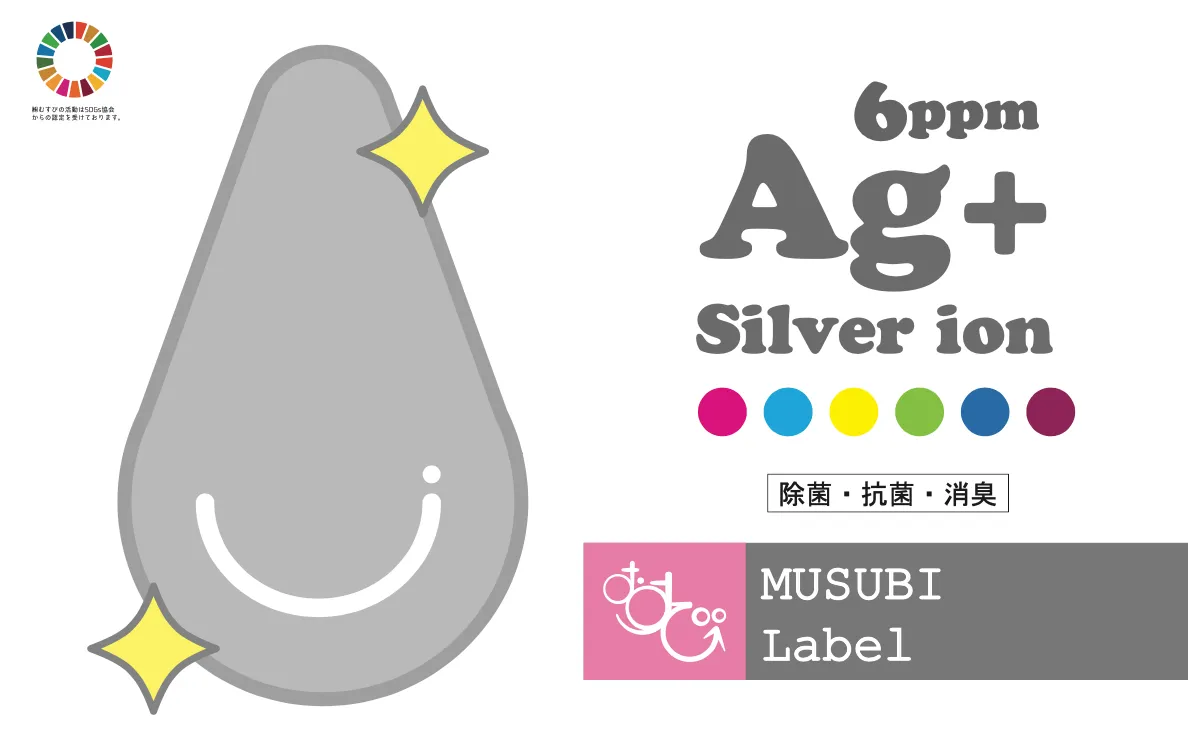 ㈱むすびの活動はSDGs協会
からの認定を受けております。
6ppm
Ag+
Silver ion
除菌・抗菌・消臭
むすび
MUSUBI
Label